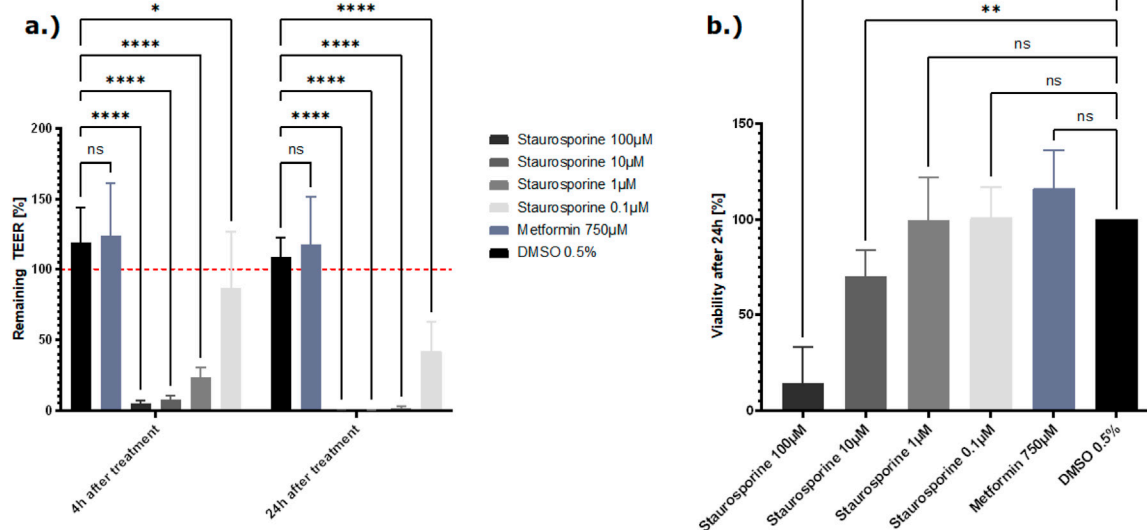 a.)
*
****
****
****
****
****
****
****
ns
ns
Remaining TEER [%]
200
150
100
50
0
4h after treatment
24h after treatment
Staurosporine 100µM
Staurosporine 10µM
Staurosporine 1µM
Staurosporine 0.1µM
Metformin 750µM
DMSO 0.5%
b.)
**
ns
ns
ns
Viability after 24h [%]
150
100
50
0
Staurosporine 100µM
Staurosporine 10µM
Staurosporine 1µM
Staurosporine 0.1µM
Metformin 750µM
DMSO 0.5%